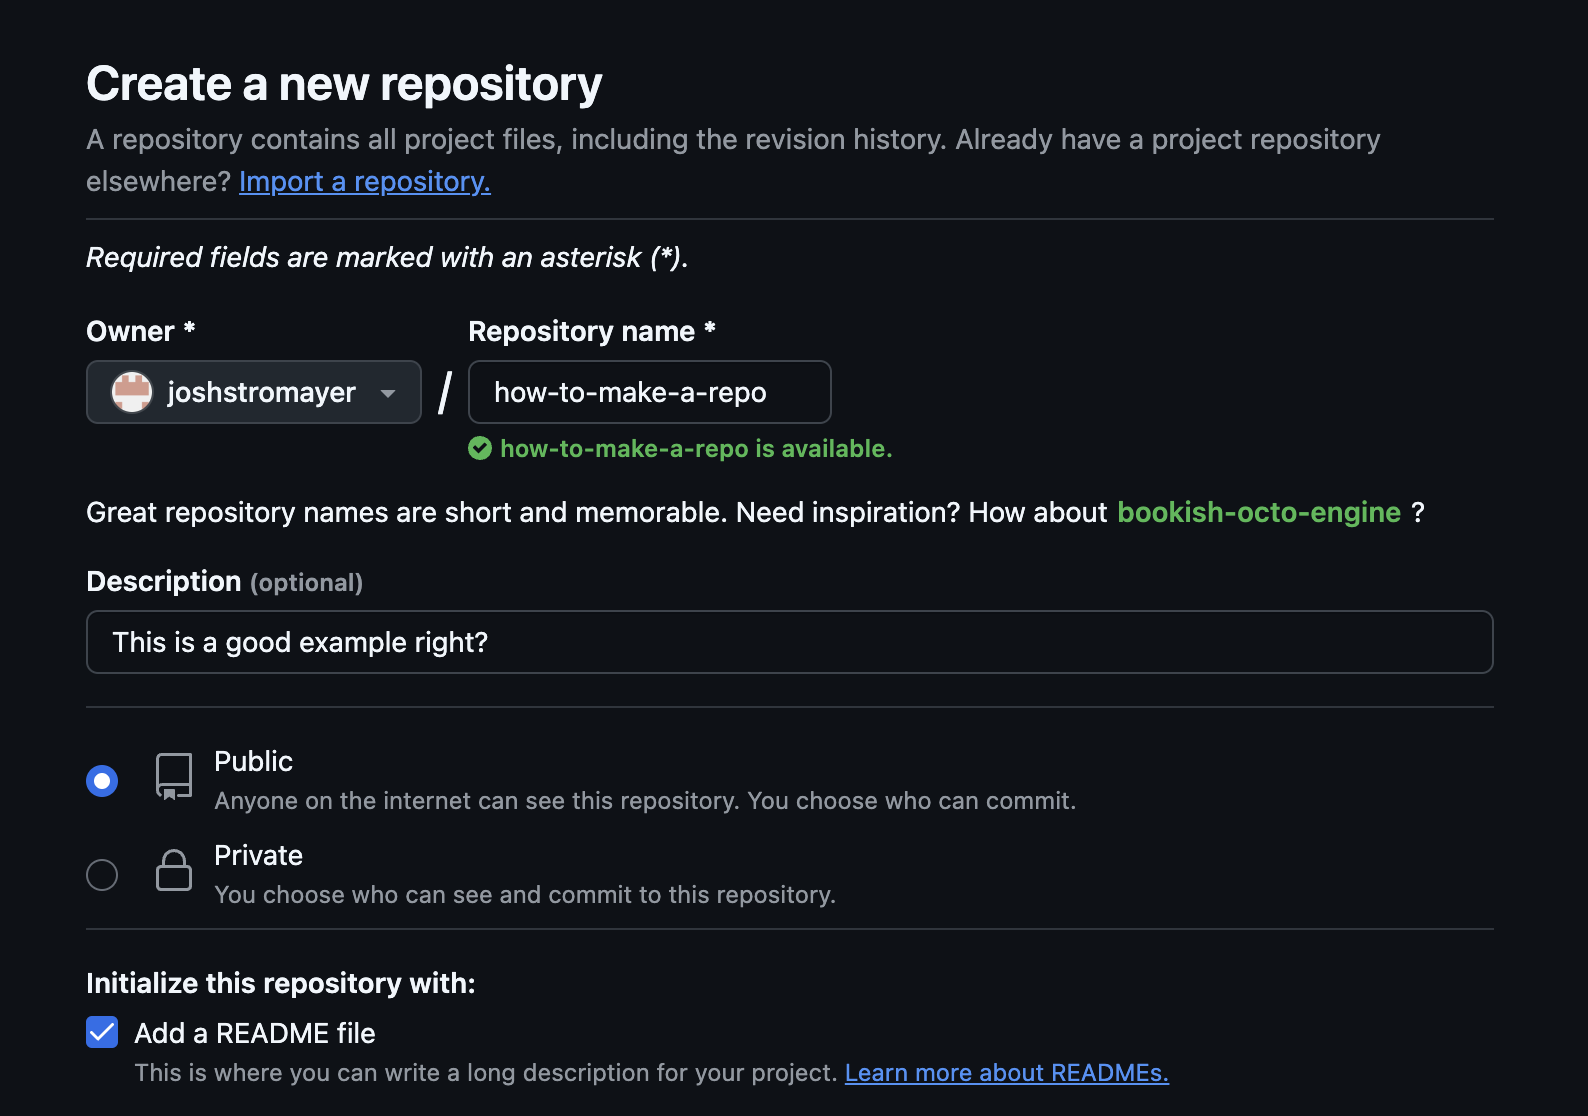 Create a new repository
A repository contains all project files, including the revision history. Already have a project repository
elsewhere? Import a repository.
Required fields are marked with an asterisk (*).
Owner * Repository name *
joshstromayer / how-to-make-a-repo
how-to-make-a-repo is available.
Great repository names are short and memorable. Need inspiration? How about bookish-octo-engine ?
Description (optional)
This is a good example right?
Public
Anyone on the internet can see this repository. You choose who can commit.
Private
You choose who can see and commit to this repository.
Initialize this repository with:
Add a README file
This is where you can write a long description for your project. Learn more about READMEs.